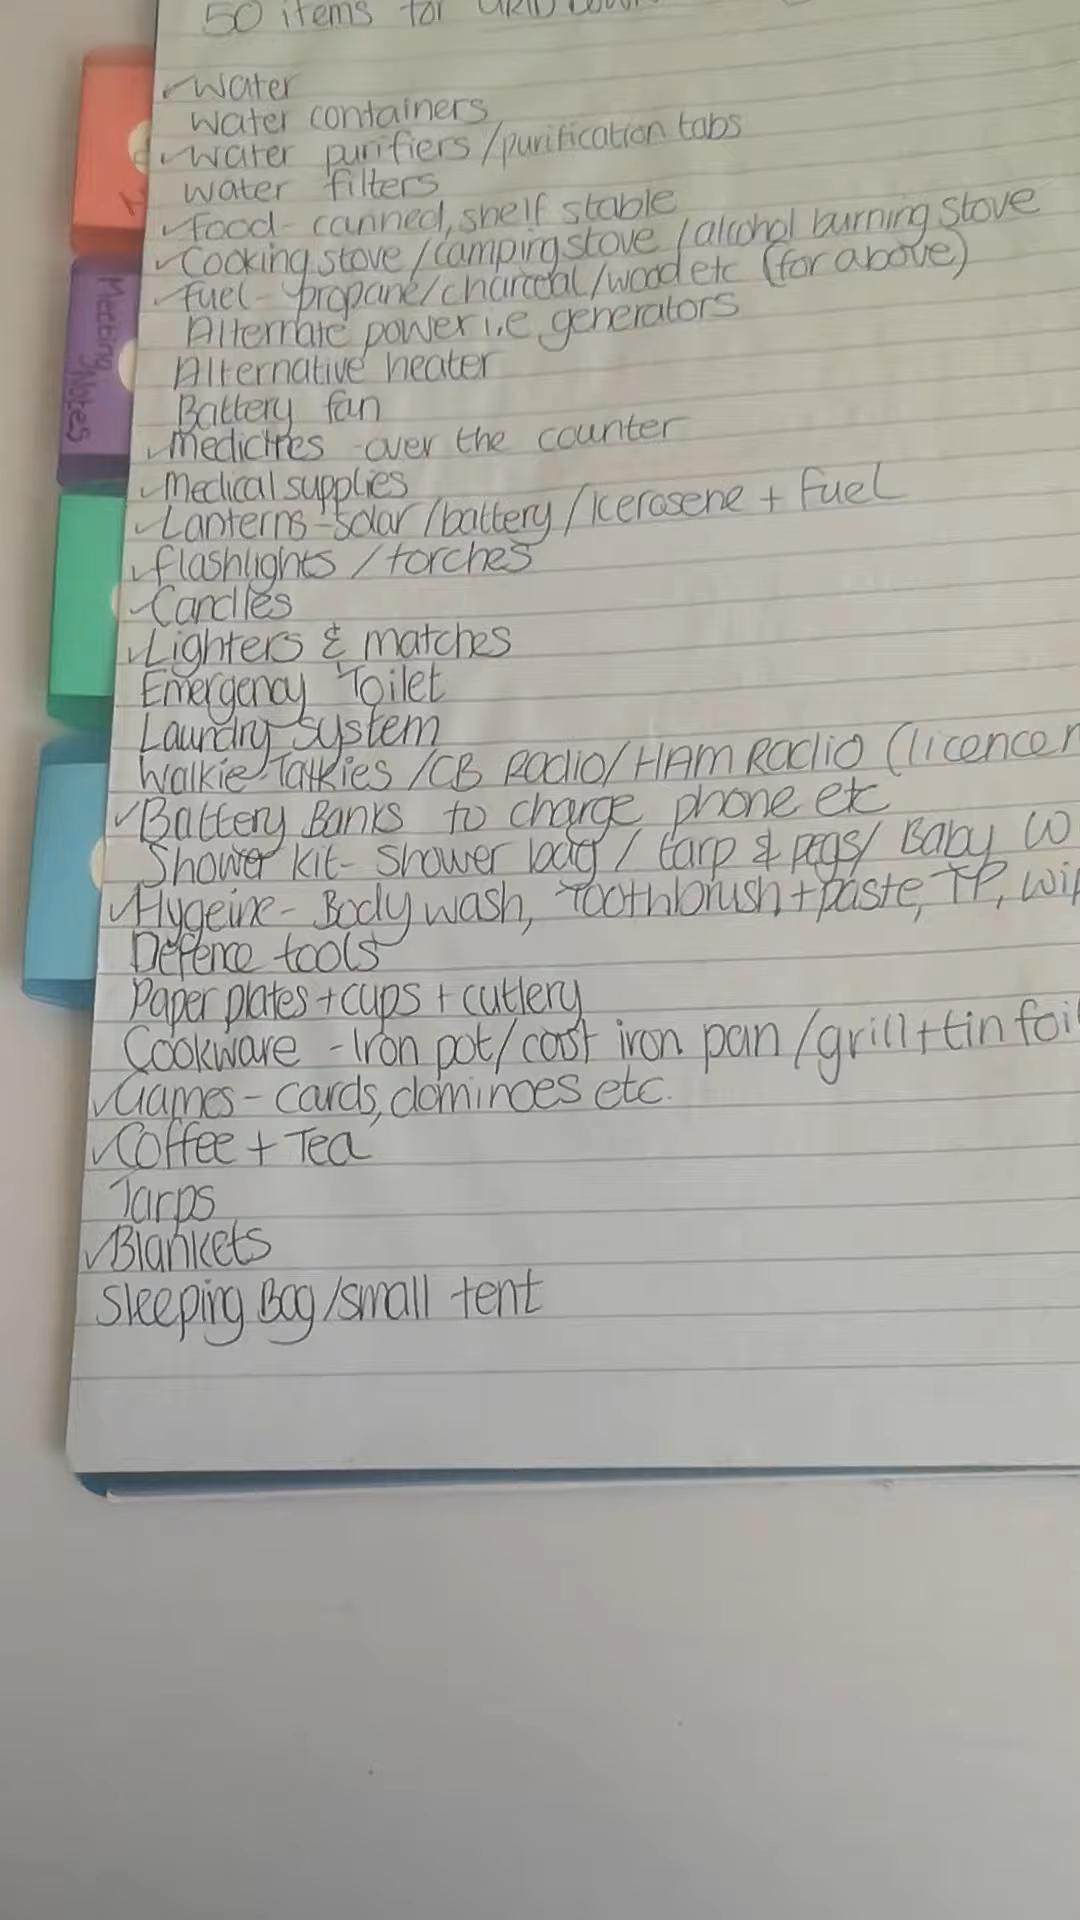 50 items for GRID DOWN
✓Water
Water containers
✓Water purifiers/purification tabs
Water filters
✓Food- canned, shelf stable
✓Cooking stove/camping stove/alcohol burning stove
✓Fuel- propane/charcoal/wood etc (for above)
Alternate power i.e generators
Alternative heater
Battery fan
✓Medicines -over the counter
✓Medical supplies
✓Lanterns-solar/battery/kerosene + fuel
✓flashlights/torches
✓Candles
✓Lighters & matches
Emergency Toilet
Laundry System
Walkie Talkies/CB Radio/HAM Radio (licence
✓Battery Banks to charge phone etc
Shower Kit- Shower bag/tarp & pegs/Baby
✓Hygeine- Body wash, Toothbrush+paste, TP,
Defence tools
Paper plates+cups+cutlery
Cookware -Iron pot/cast iron pan/grill+tin foil
✓Games- cards, dominoes etc.
✓Coffee + Tea
Tarps
✓Blankets
Sleeping Bag/small tent
Meeting Notes